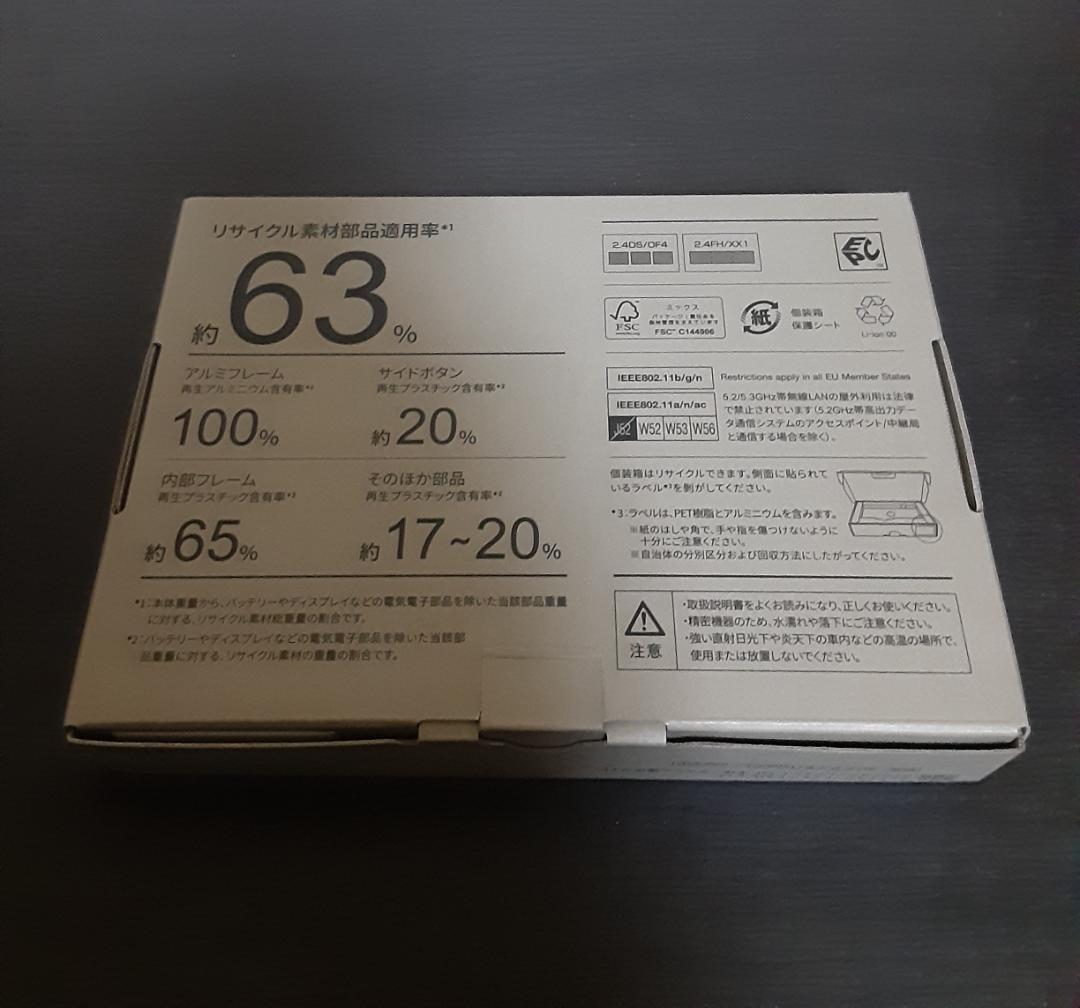 リサイクル素材部品適用率*1
約63%
アルミフレーム
再生アルミニウム含有率*2
100%
サイドボタン
再生プラスチック含有率*2
約20%
内部フレーム
再生プラスチック含有率*2
約65%
そのほか部品
再生プラスチック含有率*2
約17~20%
*1:本体重量から、バッテリーやディスプレイなどの電気電子部品を除いた当該部品重量
に対する、リサイクル素材総重量の割合です。
*2:バッテリーやディスプレイなどの電気電子部品を除いた当該部
品重量に対する、リサイクル素材の重量の割合です。
2.4DS/OF4
2.4FH/XX1
EPC
FSC
ミックス
パッケージ|責任ある
森林管理を支えています
FSC™ C144906
紙
個装箱
保護シート
Li-ion 00
IEEE802.11b/g/n
Restrictions apply in all EU Member States
IEEE802.11a/n/ac
J52 W52 W53 W56
5.2/5.3GHz帯無線LANの屋外利用は法律
で禁止されています(5.2GHz帯高出力デー
タ通信システムのアクセスポイント/中継局
と通信する場合を除く)。
個装箱はリサイクルできます。側面に貼られて
いるラベル*3を剝がしてください。
*3:ラベルは、PET樹脂とアルミニウムを含みます。
※紙のはしや角で、手や指を傷つけないように
十分にご注意ください。
※自治体の分別区分および回収方法にしたがってください。
注意
・取扱説明書をよくお読みになり、正しくお使いください。
・精密機器のため、水濡れや落下にご注意ください。
・強い直射日光下や炎天下の車内などの高温の場所で、
使用または放置しないでください。